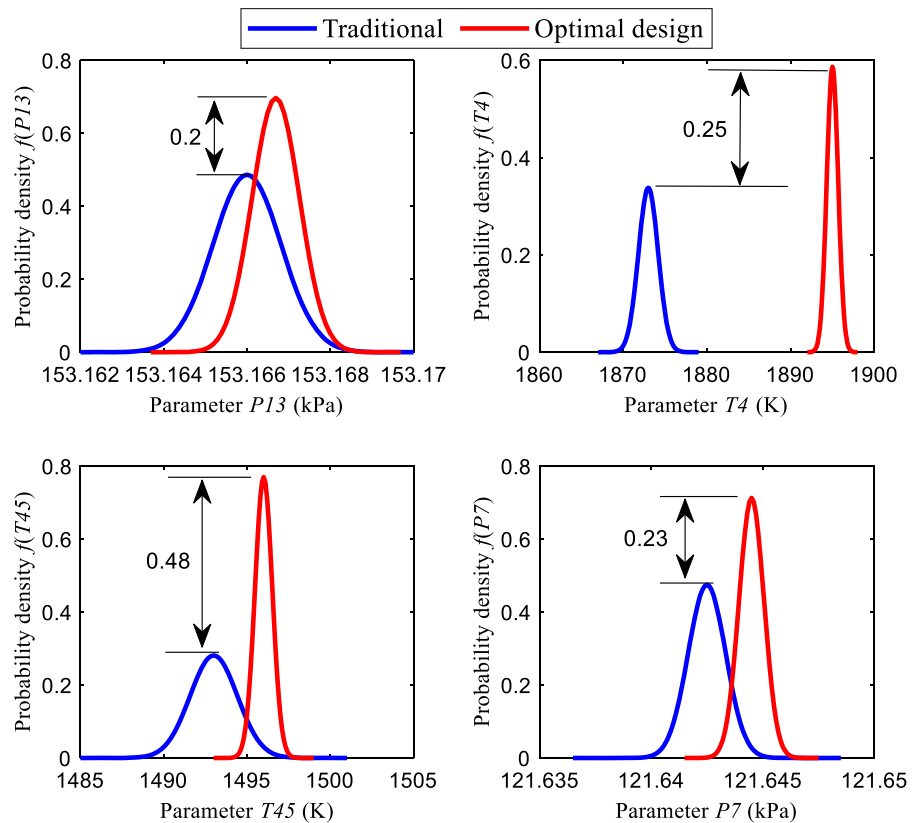 Traditional Optimal design
Probability density f(P13)
0.8
0.6
0.4
0.2
0
0.2
153.162 153.164 153.166 153.168 153.17
Parameter P13 (kPa)
Probability density f(T4)
0.6
0.4
0.2
0
0.25
1860 1870 1880 1890 1900
Parameter T4 (K)
Probability density f(T45)
0.8
0.6
0.4
0.2
0
0.48
1485 1490 1495 1500 1505
Parameter T45 (K)
Probability density f(P7)
0.8
0.6
0.4
0.2
0
0.23
121.635 121.64 121.645 121.65
Parameter P7 (kPa)